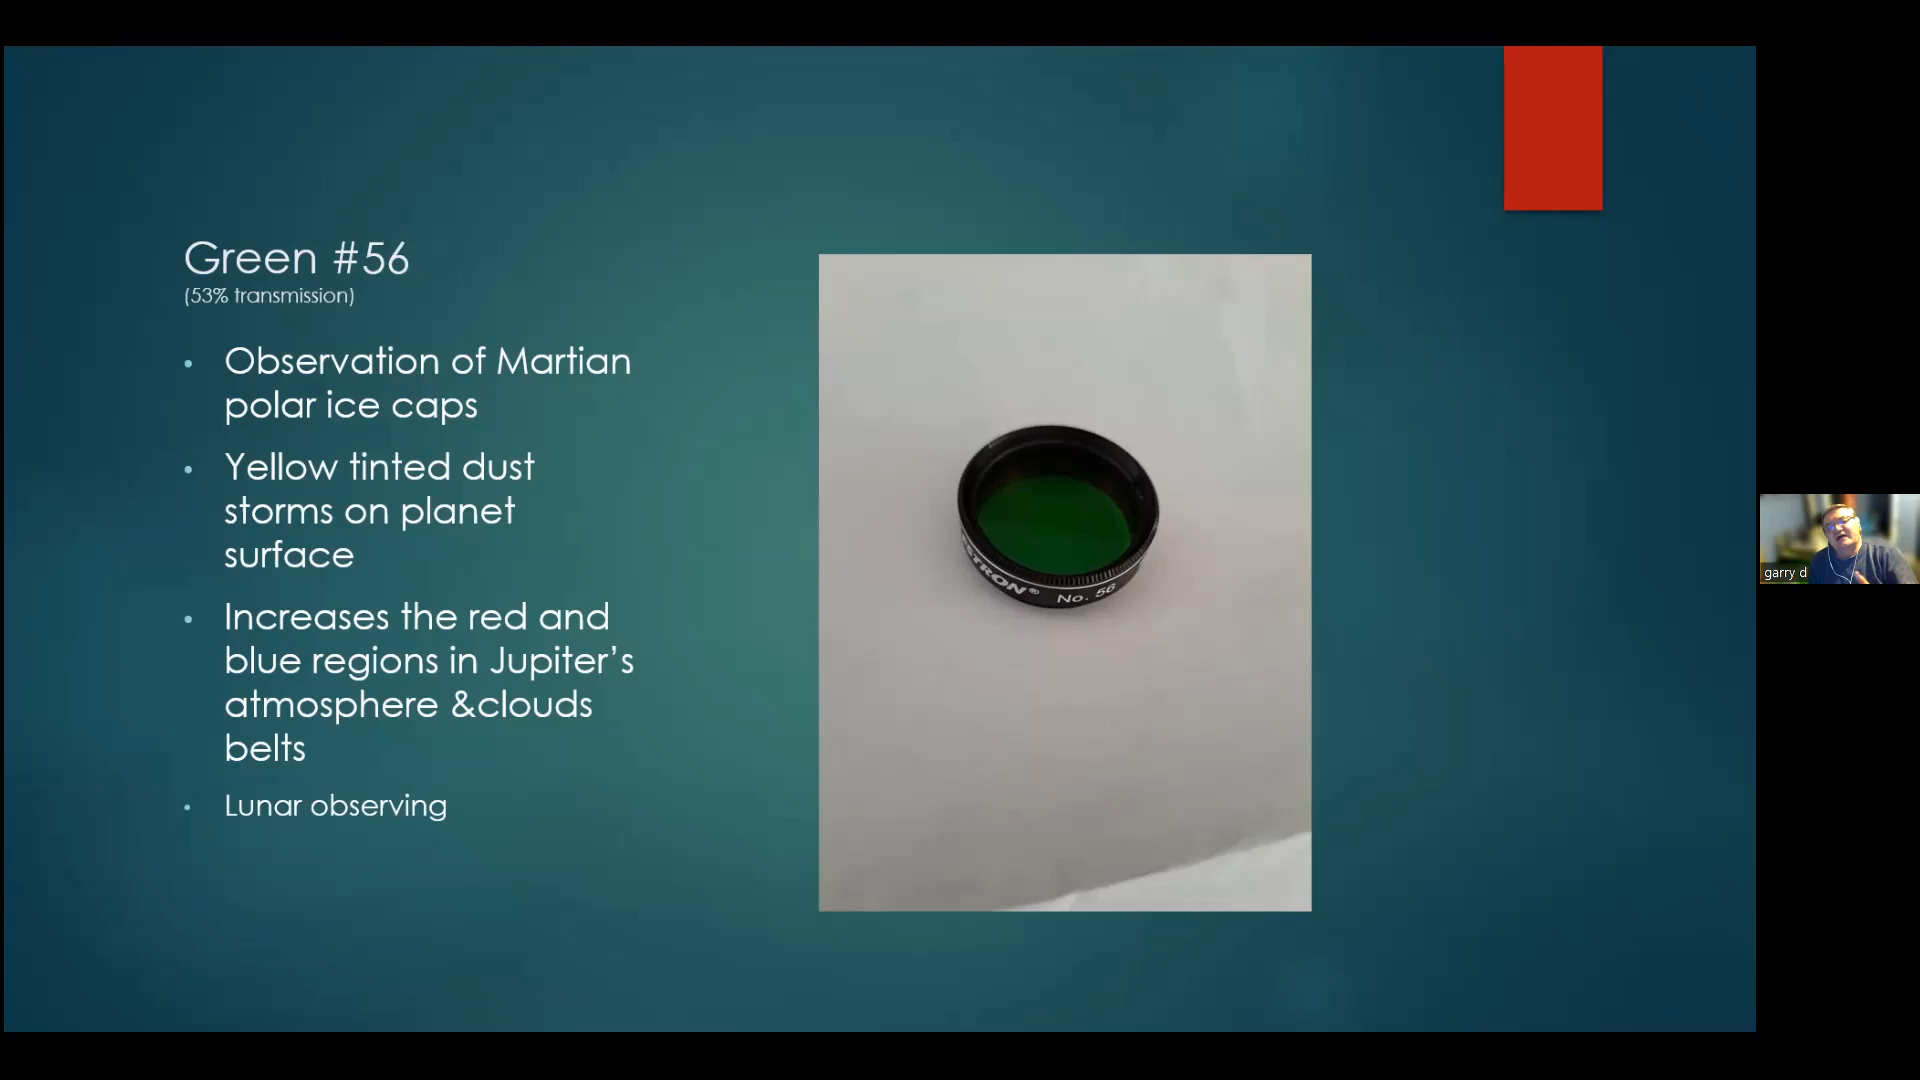 Green #56
(53% transmission)
• Observation of Martian
polar ice caps
• Yellow tinted dust
storms on planet
surface
• Increases the red and
blue regions in Jupiter’s
atmosphere &clouds
belts
• Lunar observing
STRON® No. 56
garry d